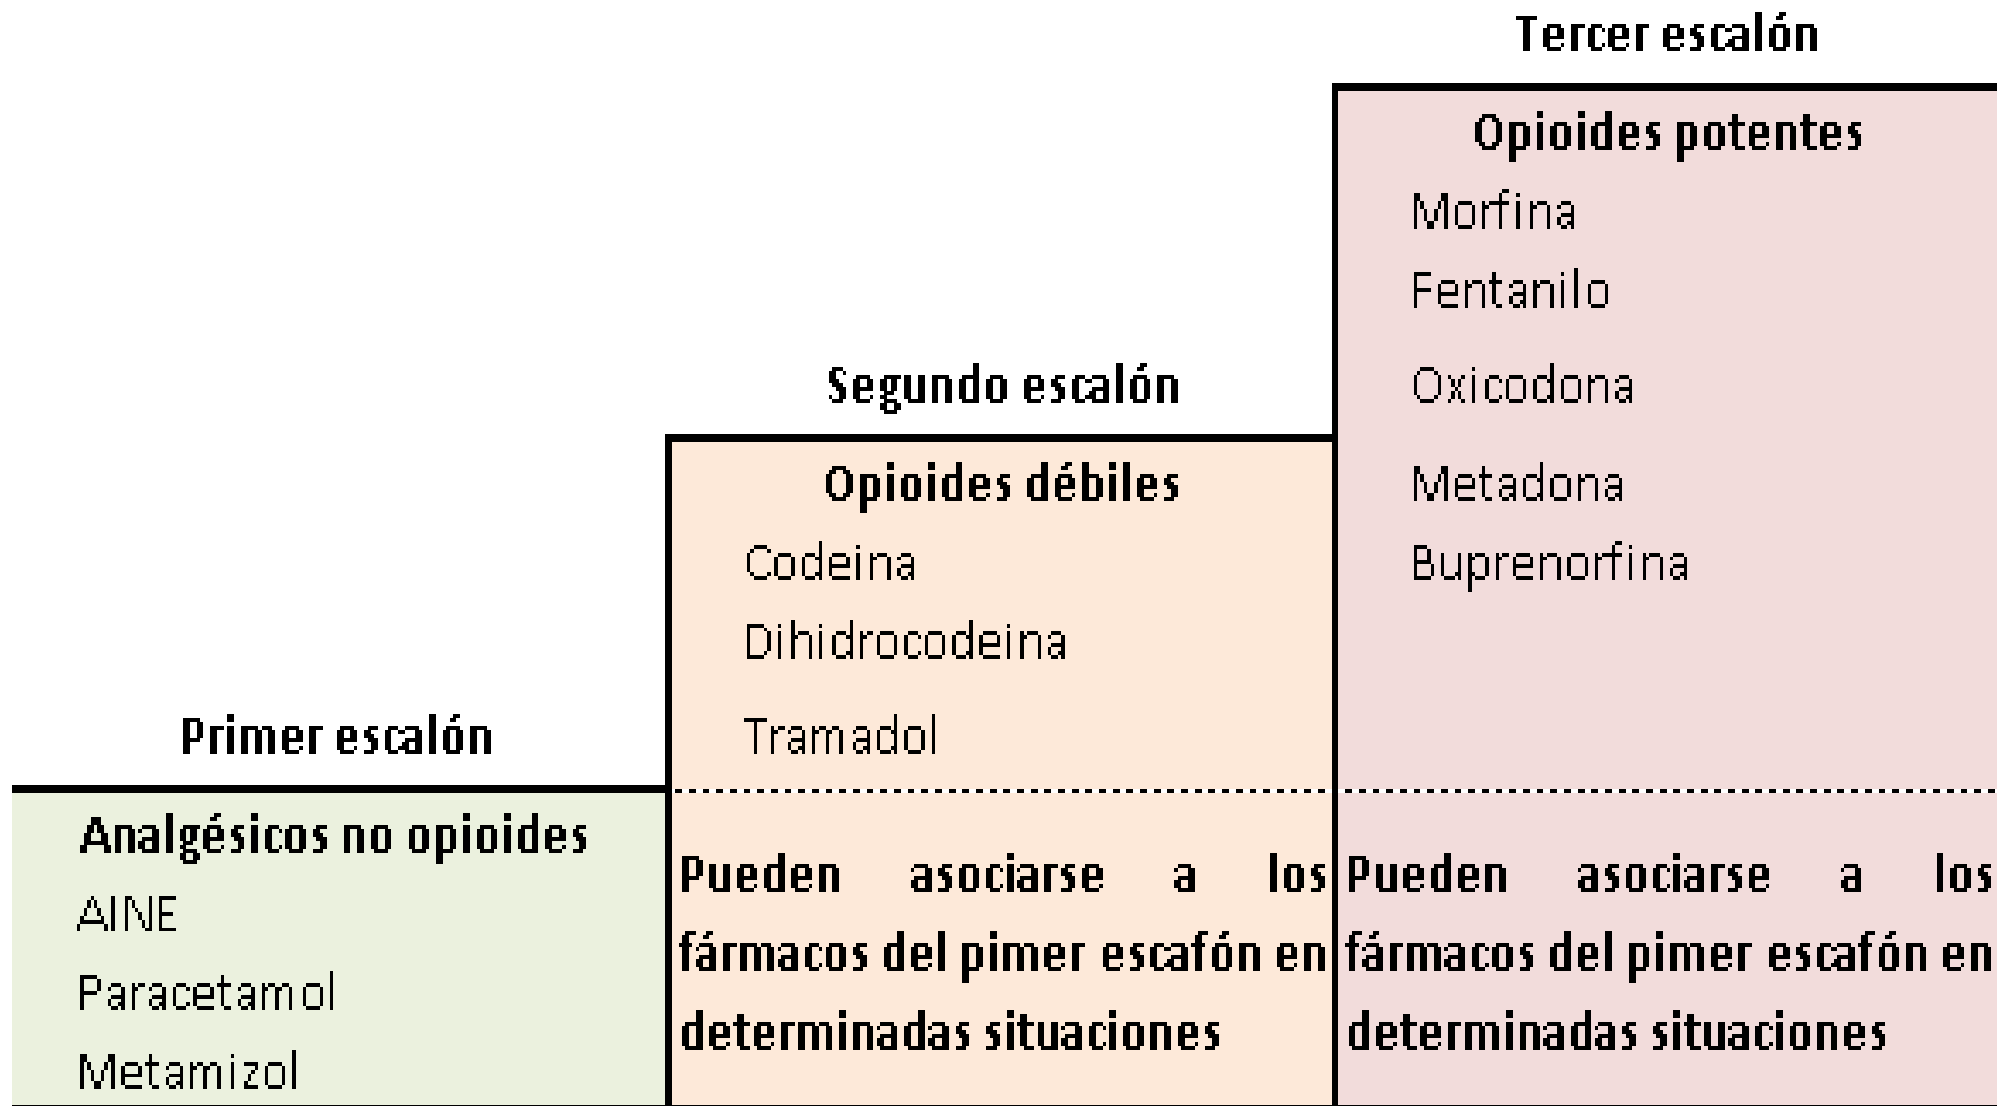 Tercer escalón
Opioides potentes
Morfina
Fentanilo
Oxicodona
Metadona
Buprenorfina
Segundo escalón
Opioides débiles
Codeina
Dihidrocodeina
Tramadol
Primer escalón
Analgésicos no opioides
AINE
Paracetamol
Metamizol
Pueden asociarse a los
fármacos del pimer escafón en
determinadas situaciones
Pueden asociarse a los
fármacos del pimer escafón en
determinadas situaciones